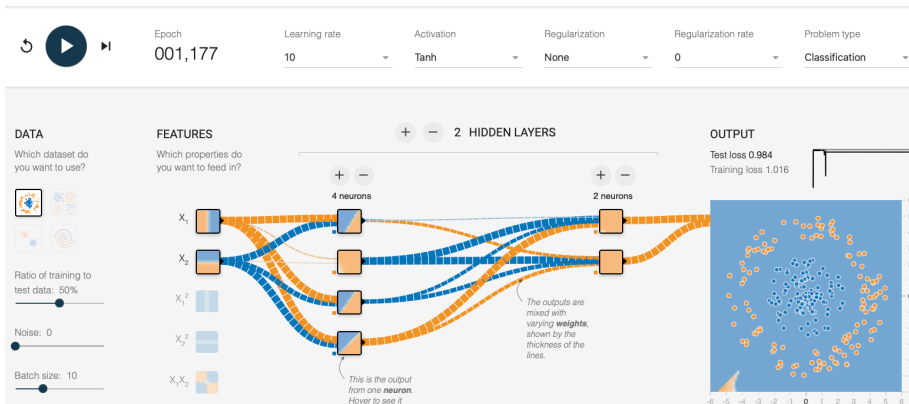 Epoch
001,177
Learning rate
10
Activation
Tanh
Regularization
None
Regularization rate
0
Problem type
Classification
DATA
Which dataset do
you want to use?
Ratio of training to
test data: 50%
Noise: 0
Batch size: 10
FEATURES
Which properties do
you want to feed in?
X₁
X₂
X₁²
X₂²
X₁X₂
+ − 2 HIDDEN LAYERS
+ −
4 neurons
+ −
2 neurons
This is the output
from one neuron.
Hover to see it
The outputs are
mixed with
varying weights,
shown by the
thickness of the
lines.
OUTPUT
Test loss 0.984
Training loss 1.016
-6 -5 -4 -3 -2 -1 0 1 2 3 4 5 6